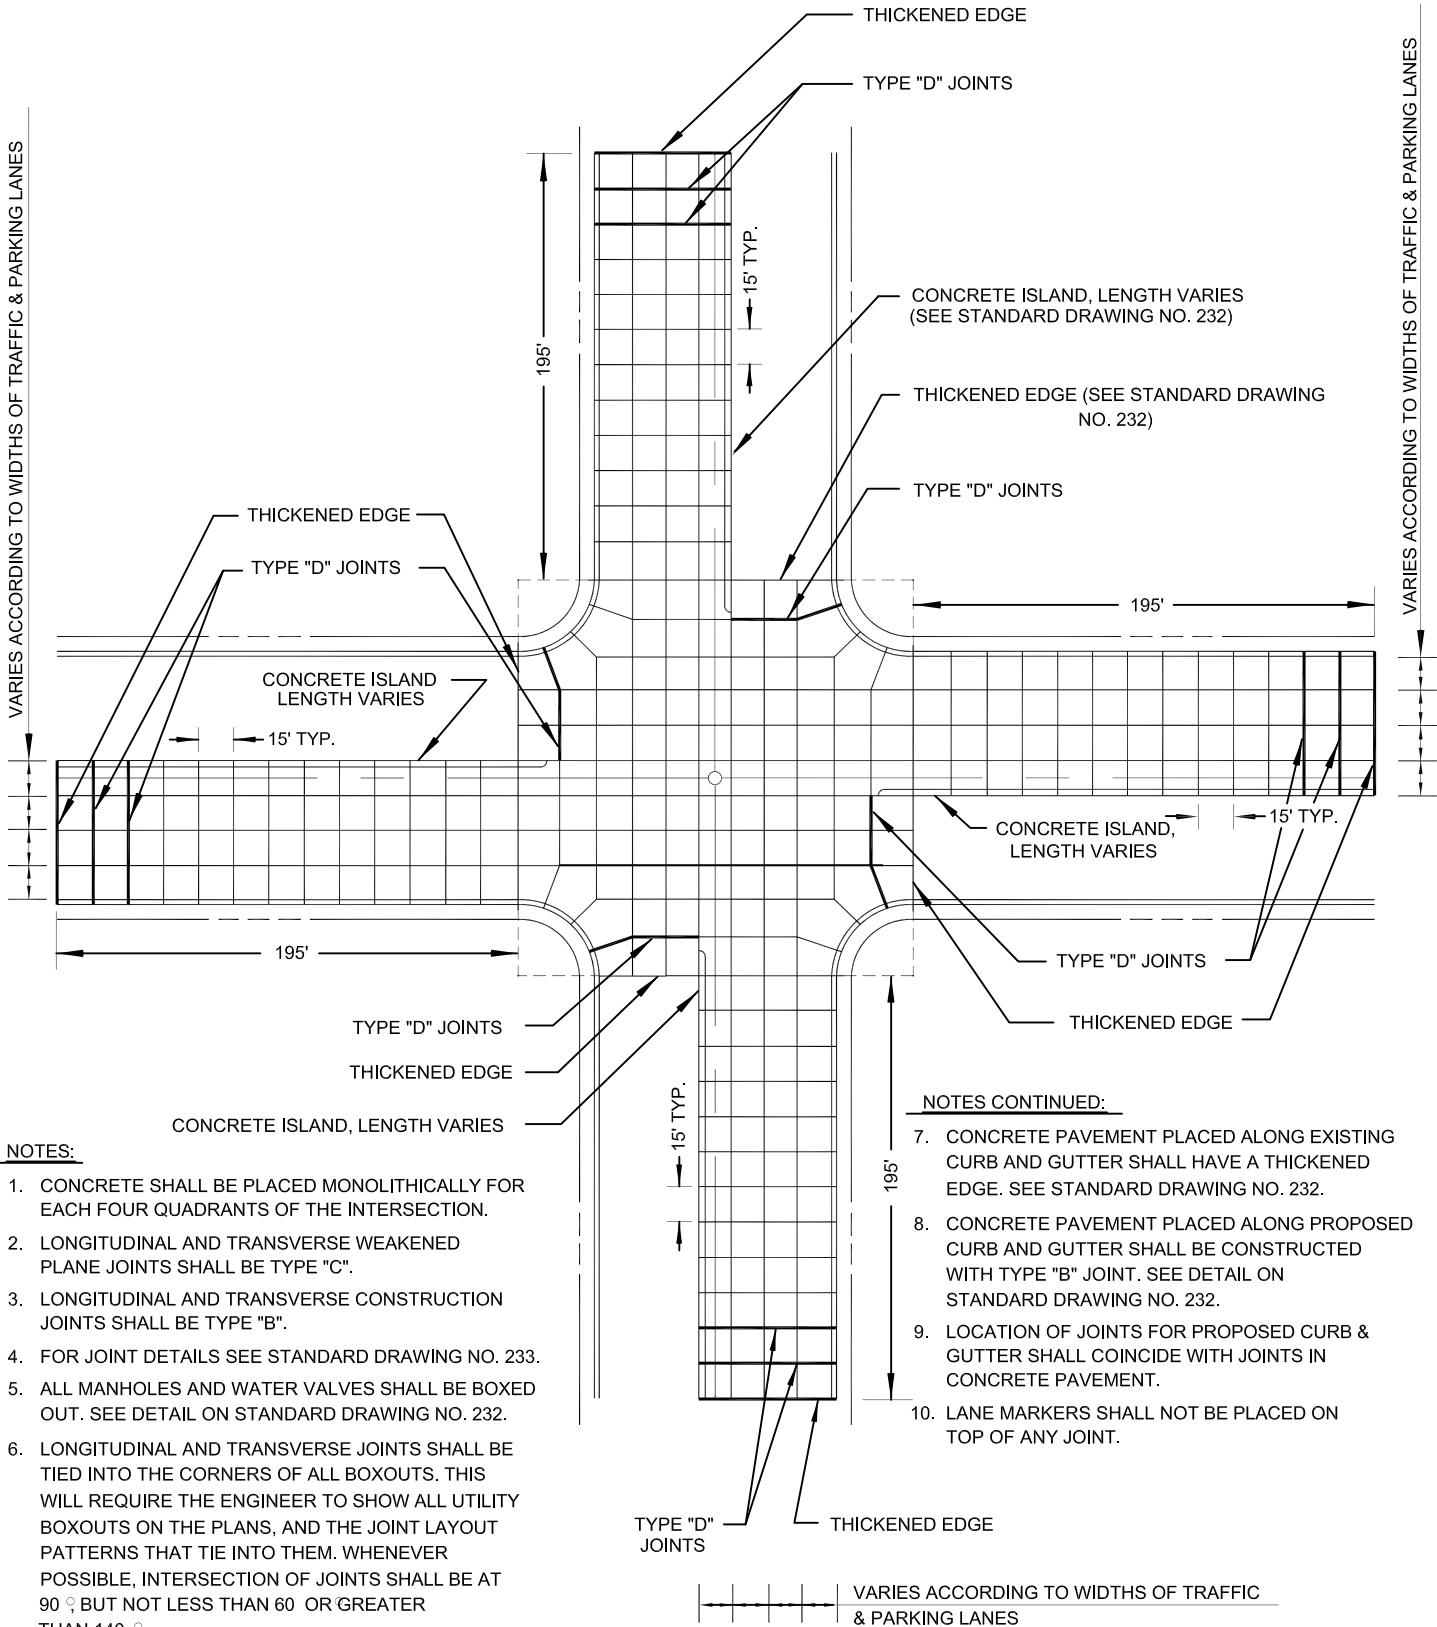 THICKENED EDGE
TYPE "D" JOINTS
VARIES ACCORDING TO WIDTHS OF TRAFFIC & PARKING LANES
VARIES ACCORDING TO WIDTHS OF TRAFFIC & PARKING LANES
195'
15' TYP.
CONCRETE ISLAND, LENGTH VARIES
(SEE STANDARD DRAWING NO. 232)
THICKENED EDGE (SEE STANDARD DRAWING
NO. 232)
TYPE "D" JOINTS
THICKENED EDGE
TYPE "D" JOINTS
195'
CONCRETE ISLAND
LENGTH VARIES
15' TYP.
15' TYP.
CONCRETE ISLAND,
LENGTH VARIES
195'
TYPE "D" JOINTS
THICKENED EDGE
TYPE "D" JOINTS
THICKENED EDGE
CONCRETE ISLAND, LENGTH VARIES
15' TYP.
195'
NOTES:
1. CONCRETE SHALL BE PLACED MONOLITHICALLY FOR
EACH FOUR QUADRANTS OF THE INTERSECTION.
2. LONGITUDINAL AND TRANSVERSE WEAKENED
PLANE JOINTS SHALL BE TYPE "C".
3. LONGITUDINAL AND TRANSVERSE CONSTRUCTION
JOINTS SHALL BE TYPE "B".
4. FOR JOINT DETAILS SEE STANDARD DRAWING NO. 233.
5. ALL MANHOLES AND WATER VALVES SHALL BE BOXED
OUT. SEE DETAIL ON STANDARD DRAWING NO. 232.
6. LONGITUDINAL AND TRANSVERSE JOINTS SHALL BE
TIED INTO THE CORNERS OF ALL BOXOUTS. THIS
WILL REQUIRE THE ENGINEER TO SHOW ALL UTILITY
BOXOUTS ON THE PLANS, AND THE JOINT LAYOUT
PATTERNS THAT TIE INTO THEM. WHENEVER
POSSIBLE, INTERSECTION OF JOINTS SHALL BE AT
90 °, BUT NOT LESS THAN 60 OR °GREATER
NOTES CONTINUED:
7. CONCRETE PAVEMENT PLACED ALONG EXISTING
CURB AND GUTTER SHALL HAVE A THICKENED
EDGE. SEE STANDARD DRAWING NO. 232.
8. CONCRETE PAVEMENT PLACED ALONG PROPOSED
CURB AND GUTTER SHALL BE CONSTRUCTED
WITH TYPE "B" JOINT. SEE DETAIL ON
STANDARD DRAWING NO. 232.
9. LOCATION OF JOINTS FOR PROPOSED CURB &
GUTTER SHALL COINCIDE WITH JOINTS IN
CONCRETE PAVEMENT.
10. LANE MARKERS SHALL NOT BE PLACED ON
TOP OF ANY JOINT.
TYPE "D"
JOINTS
THICKENED EDGE
VARIES ACCORDING TO WIDTHS OF TRAFFIC
& PARKING LANES